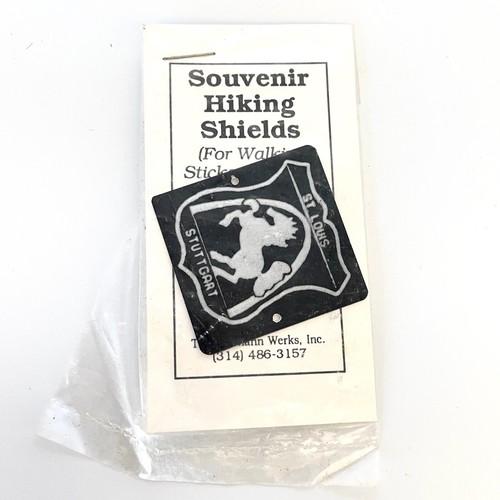 Souvenir
Hiking
Shields
(For Walki
Stick
STUTTGART
ST. LOUIS
Werks, Inc.
(314) 486-3157